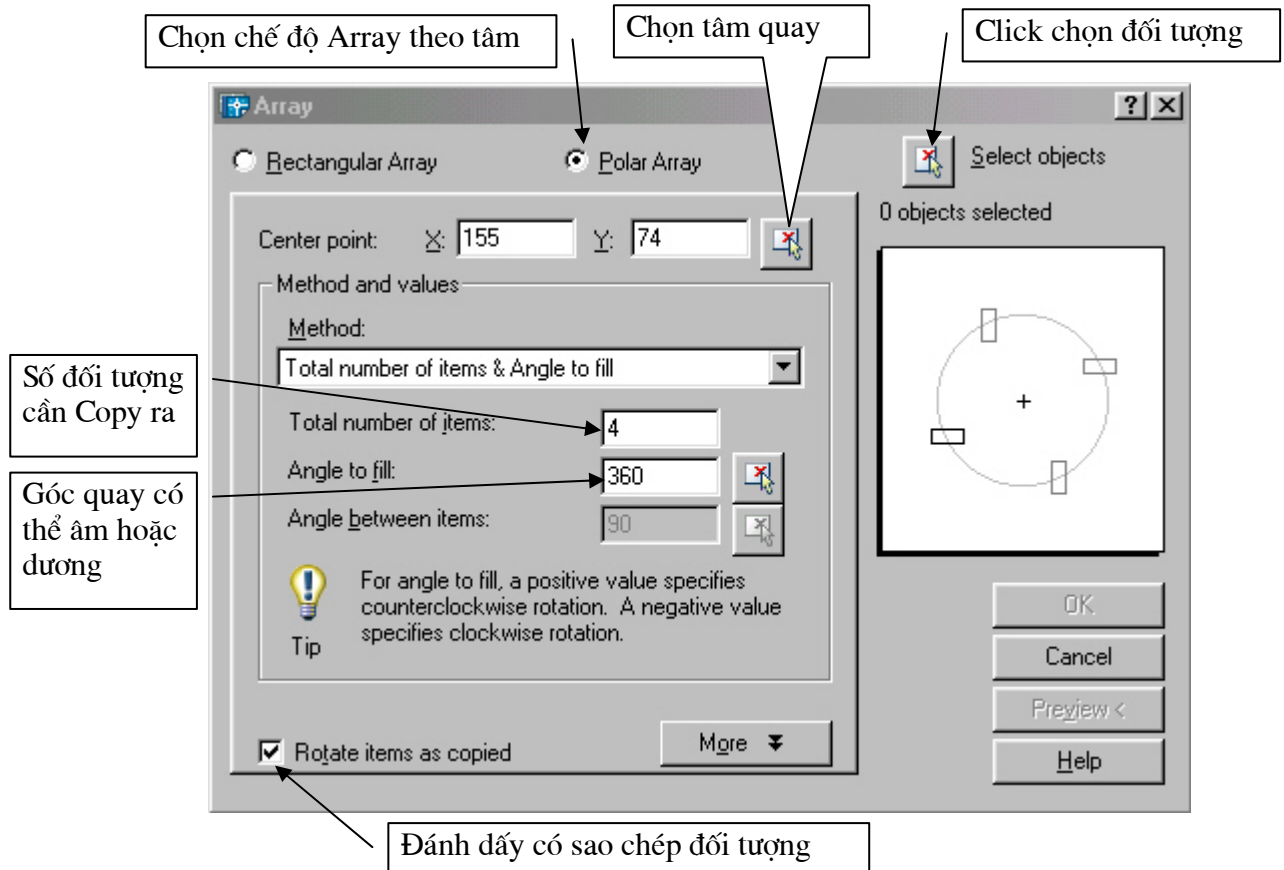 Chọn chế độ Array theo tâm
Chọn tâm quay
Click chọn đối tượng
Array
Rectangular Array
Polar Array
Select objects
0 objects selected
Center point:
X: 155
Y: 74
Method and values
Method:
Total number of items & Angle to fill
Số đối tượng
cần Copy ra
Total number of items:
4
Angle to fill:
360
Góc quay có
thể âm hoặc
dương
Angle between items:
90
For angle to fill, a positive value specifies
counterclockwise rotation. A negative value
specifies clockwise rotation.
Tip
OK
Cancel
Preview <
Help
Rotate items as copied
More
Đánh dấy có sao chép đối tượng